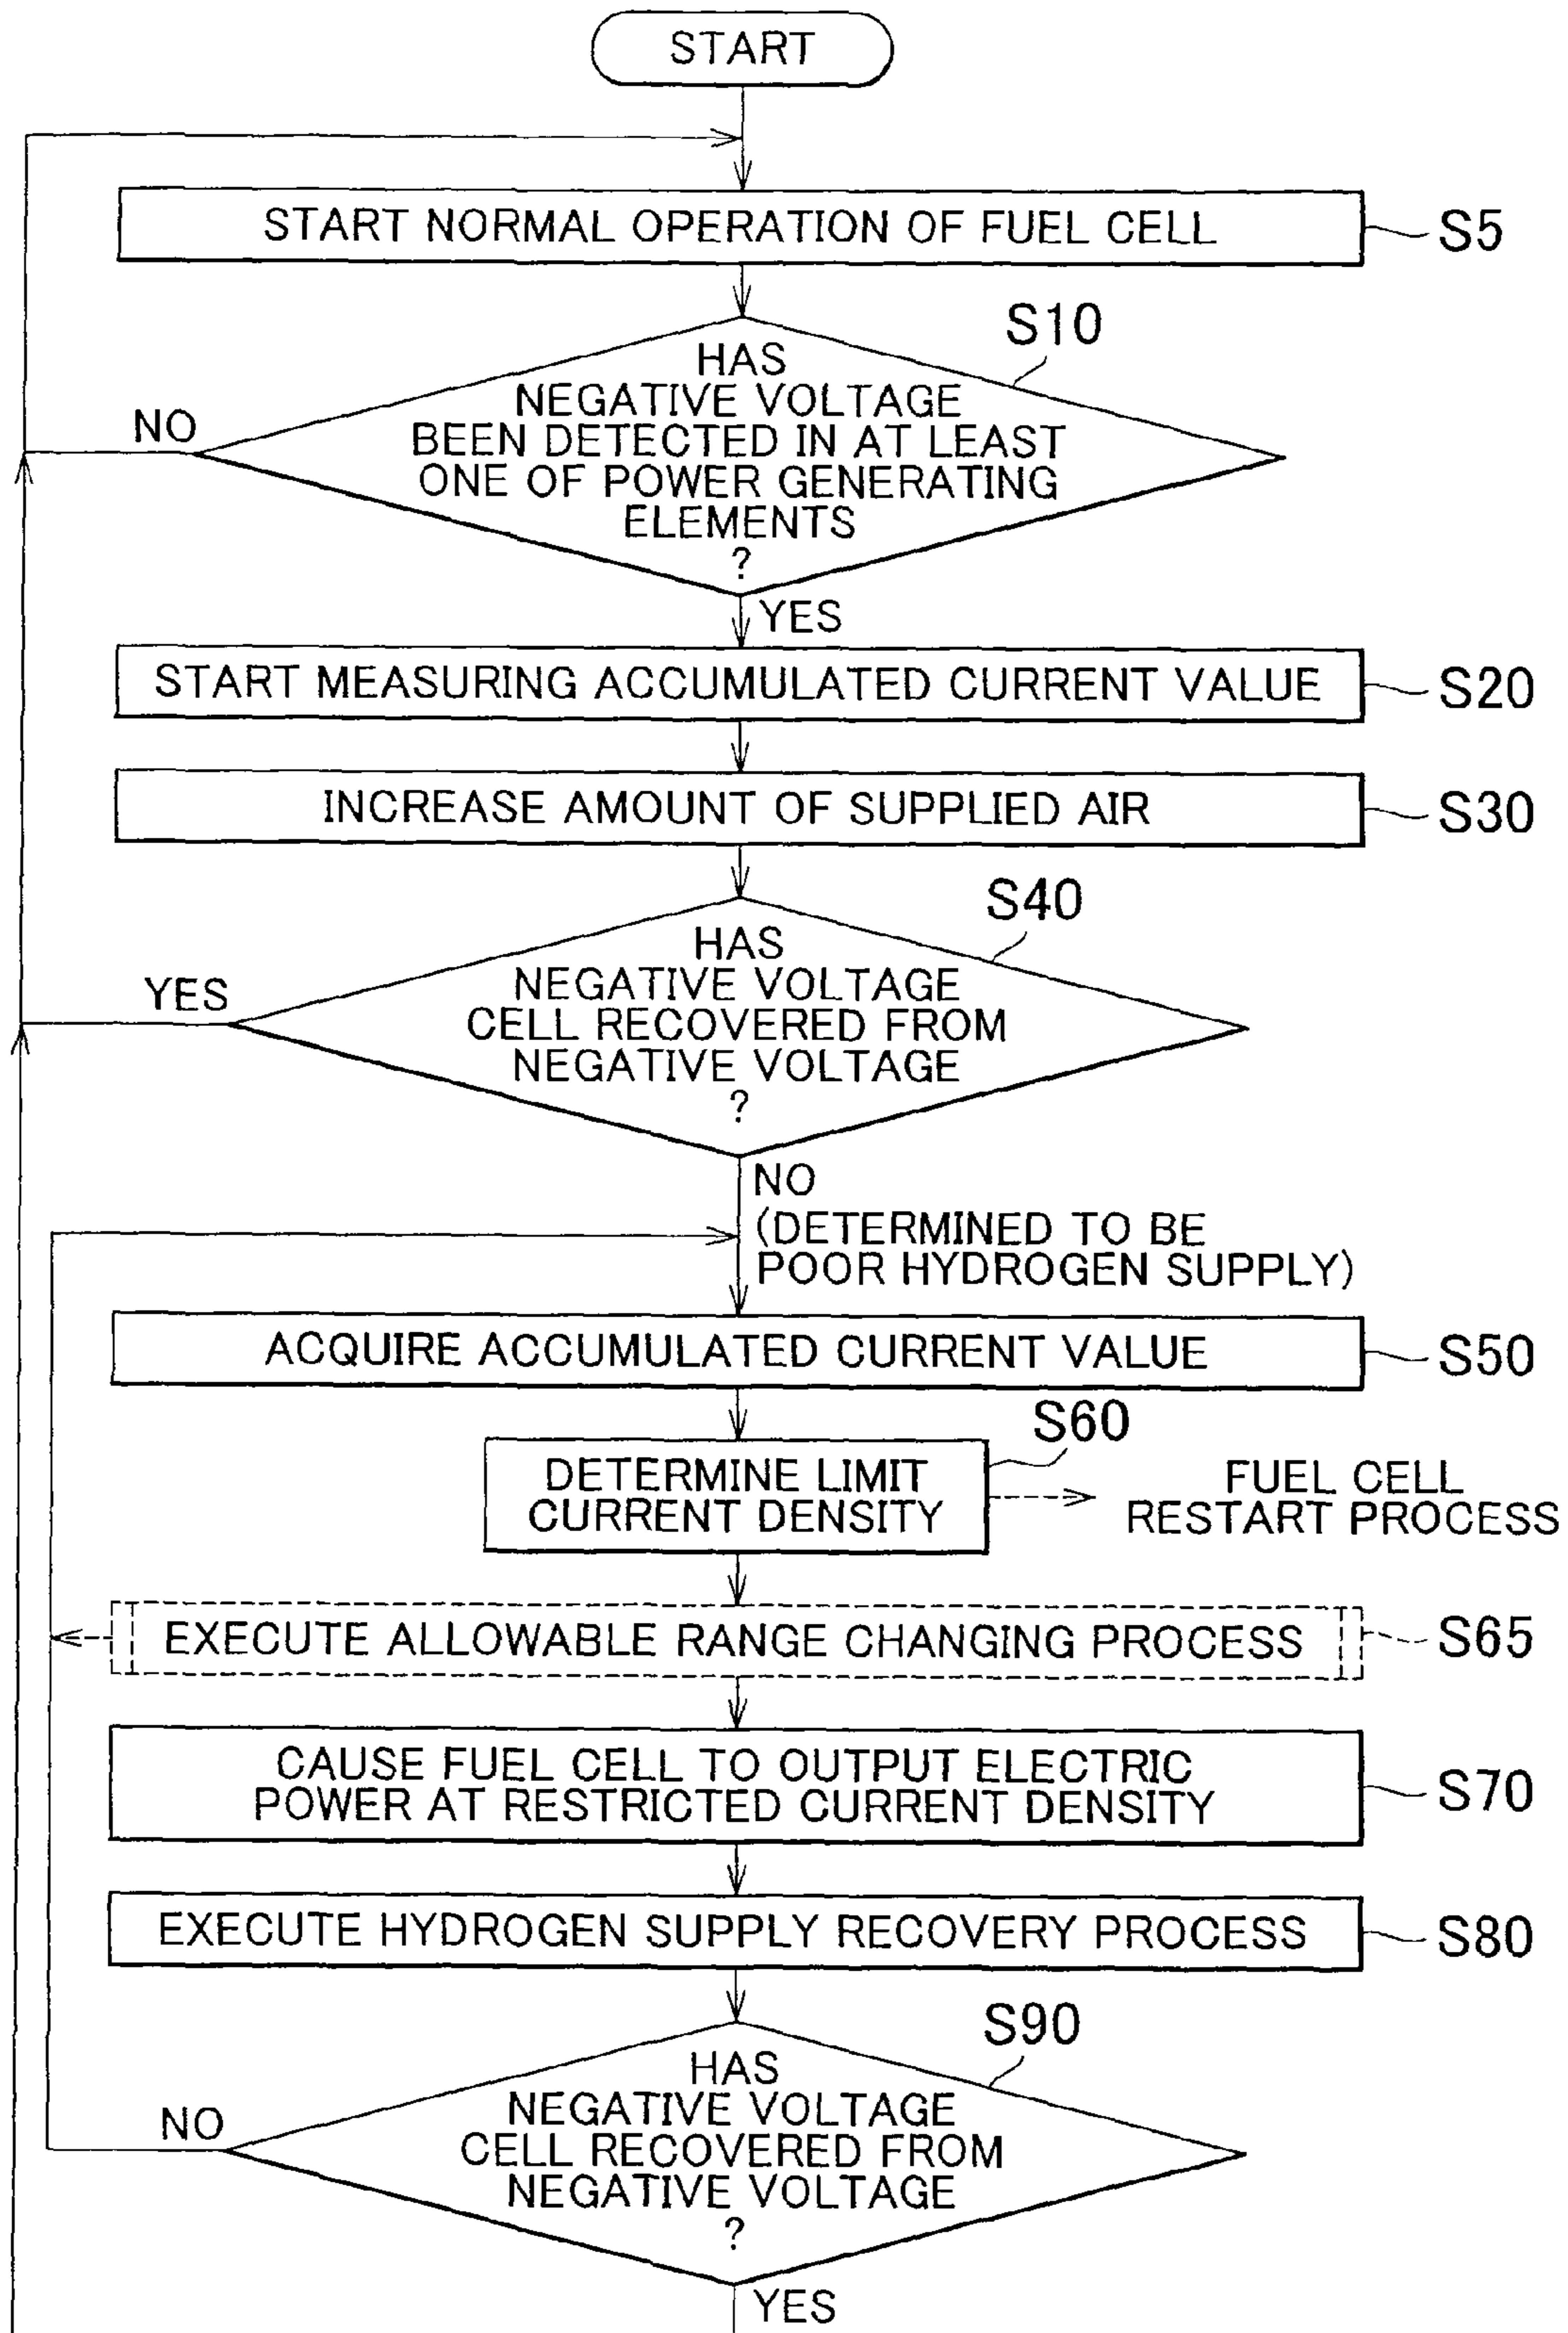 START
START NORMAL OPERATION OF FUEL CELL
S5
S10
HAS
NEGATIVE VOLTAGE
BEEN DETECTED IN AT LEAST
ONE OF POWER GENERATING
ELEMENTS
?
NO
YES
START MEASURING ACCUMULATED CURRENT VALUE
S20
INCREASE AMOUNT OF SUPPLIED AIR
S30
S40
HAS
NEGATIVE VOLTAGE
CELL RECOVERED FROM
NEGATIVE VOLTAGE
?
YES
NO
(DETERMINED TO BE
POOR HYDROGEN SUPPLY)
ACQUIRE ACCUMULATED CURRENT VALUE
S50
S60
DETERMINE LIMIT
CURRENT DENSITY
FUEL CELL
RESTART PROCESS
EXECUTE ALLOWABLE RANGE CHANGING PROCESS
S65
CAUSE FUEL CELL TO OUTPUT ELECTRIC
POWER AT RESTRICTED CURRENT DENSITY
S70
EXECUTE HYDROGEN SUPPLY RECOVERY PROCESS
S80
S90
HAS
NEGATIVE VOLTAGE
CELL RECOVERED FROM
NEGATIVE VOLTAGE
?
NO
YES